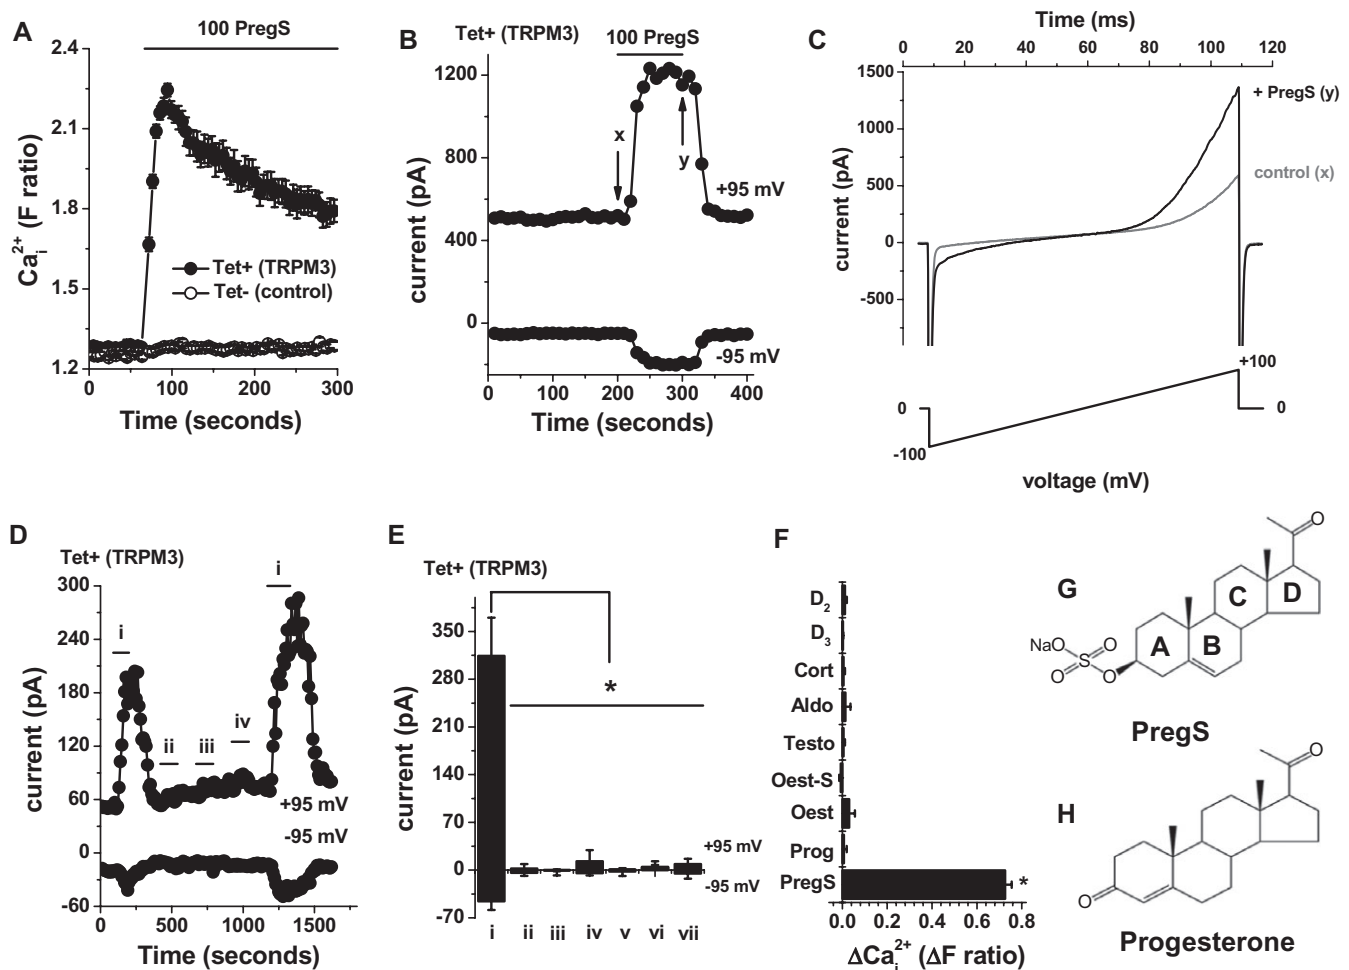 A
100 PregS
2.4
2.1
1.8
1.5
1.2
Ca²⁺ᵢ (F ratio)
Tet+ (TRPM3)
Tet- (control)
0 100 200 300
Time (seconds)
B
Tet+ (TRPM3)
100 PregS
1200
800
400
0
current (pA)
x
y
+95 mV
-95 mV
0 100 200 300 400
Time (seconds)
C
Time (ms)
0 20 40 60 80 100 120
1500
1000
500
0
-500
current (pA)
+ PregS (y)
control (x)
+100
0
0
-100
voltage (mV)
D
Tet+ (TRPM3)
300
240
180
120
60
0
-60
current (pA)
i
ii
iii
iv
i
+95 mV
-95 mV
0 500 1000 1500
Time (seconds)
E
Tet+ (TRPM3)
350
280
210
140
70
0
-70
current (pA)
*
+95 mV
-95 mV
i ii iii iv v vi vii
F
D₂
D₃
Cort
Aldo
Testo
Oest-S
Oest
Prog
PregS
*
0.0 0.2 0.4 0.6 0.8
ΔCa²⁺ᵢ (ΔF ratio)
G
O
C D
A B
NaO
O
S
O
O
PregS
H
O
O
Progesterone